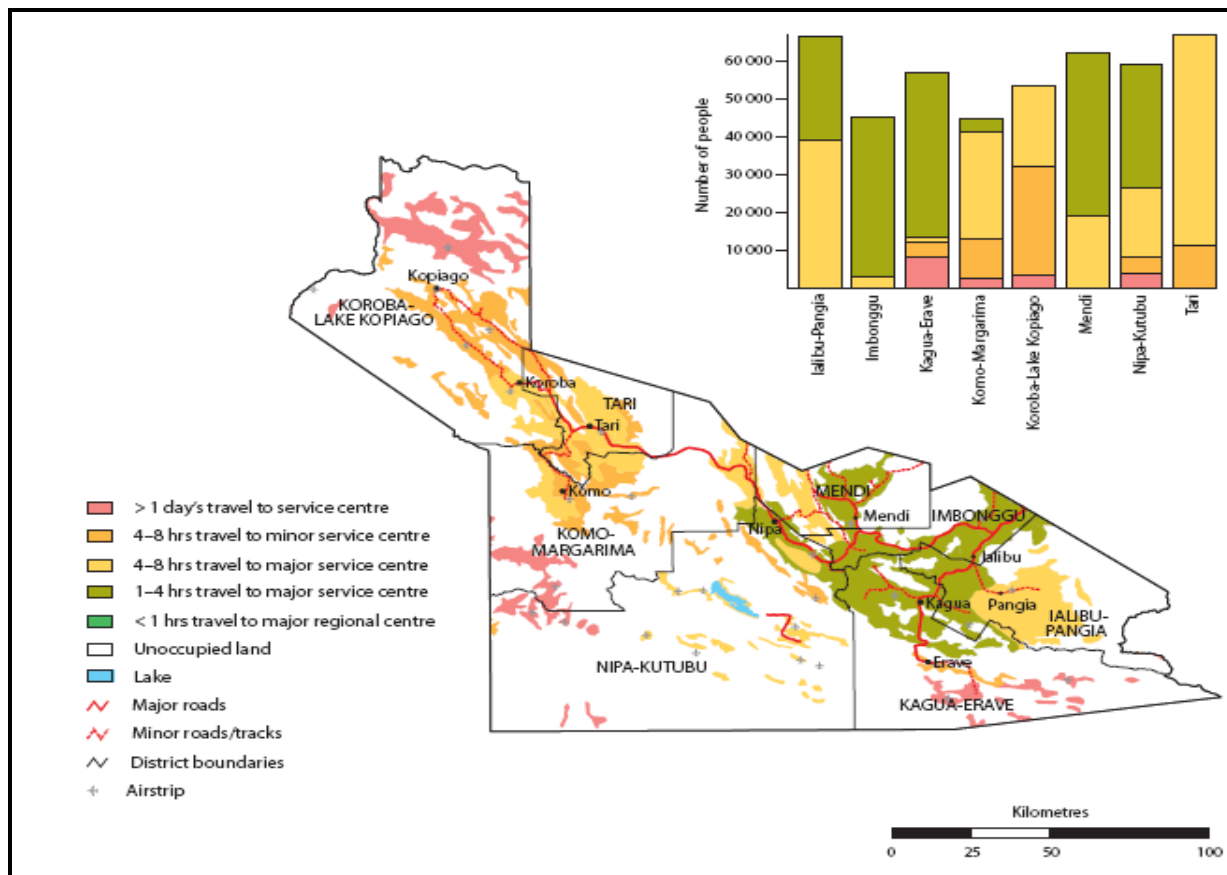 60 000
50 000
40 000
30 000
20 000
10 000
Number of people
Ialibu-Pangia
Imbonggu
Kagua-Erave
Komo-Margarima
Koroba-Lake Kopiago
Mendi
Nipa-Kutubu
Tari
Kopiago
KOROBA-
LAKE KOPIAGO
Koroba
TARI
Tari
Komo
KOMO-
MARGARIMA
MENDI
Mendi
Nipa
IMBONGGU
Ialibu
Kagua
Pangia
IALIBU-
PANGIA
NIPA-KUTUBU
Erave
KAGUA-ERAVE
> 1 day's travel to service centre
4–8 hrs travel to minor service centre
4–8 hrs travel to major service centre
1–4 hrs travel to major service centre
< 1 hrs travel to major regional centre
Unoccupied land
Lake
Major roads
Minor roads/tracks
District boundaries
Airstrip
Kilometres
0 25 50 100